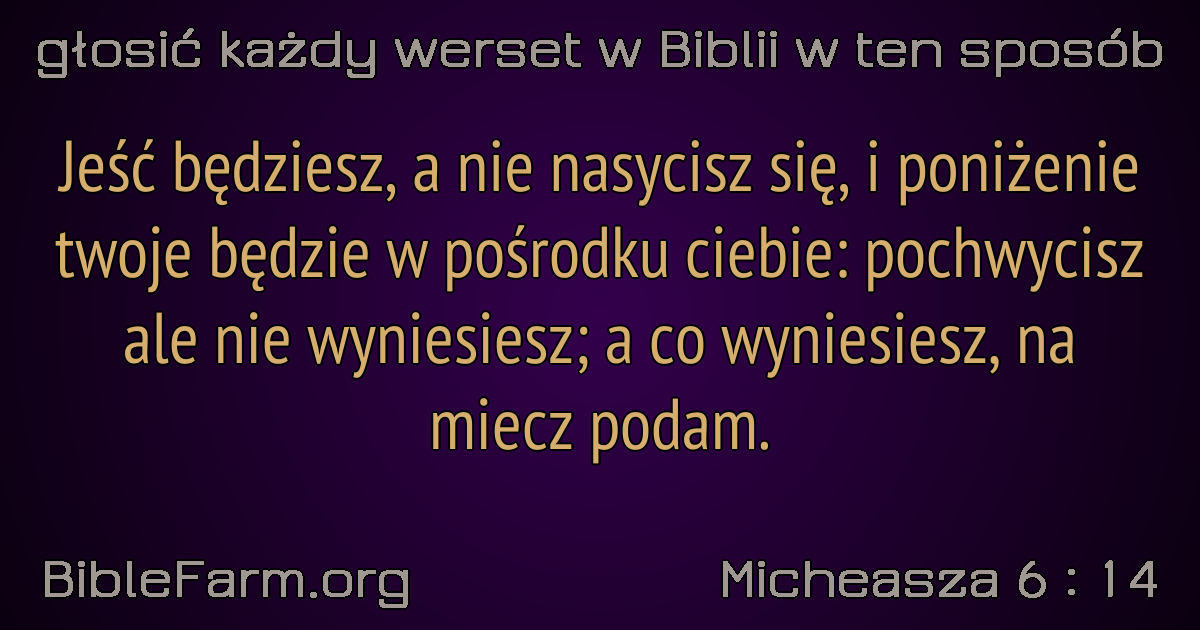 głosić każdy werset w Biblii w ten sposób
Jeść będziesz, a nie nasycisz się, i poniżenie
twoje będzie w pośrodku ciebie: pochwycisz
ale nie wyniesiesz; a co wyniesiesz, na
miecz podam.
BibleFarm.org
Micheasza 6 : 14